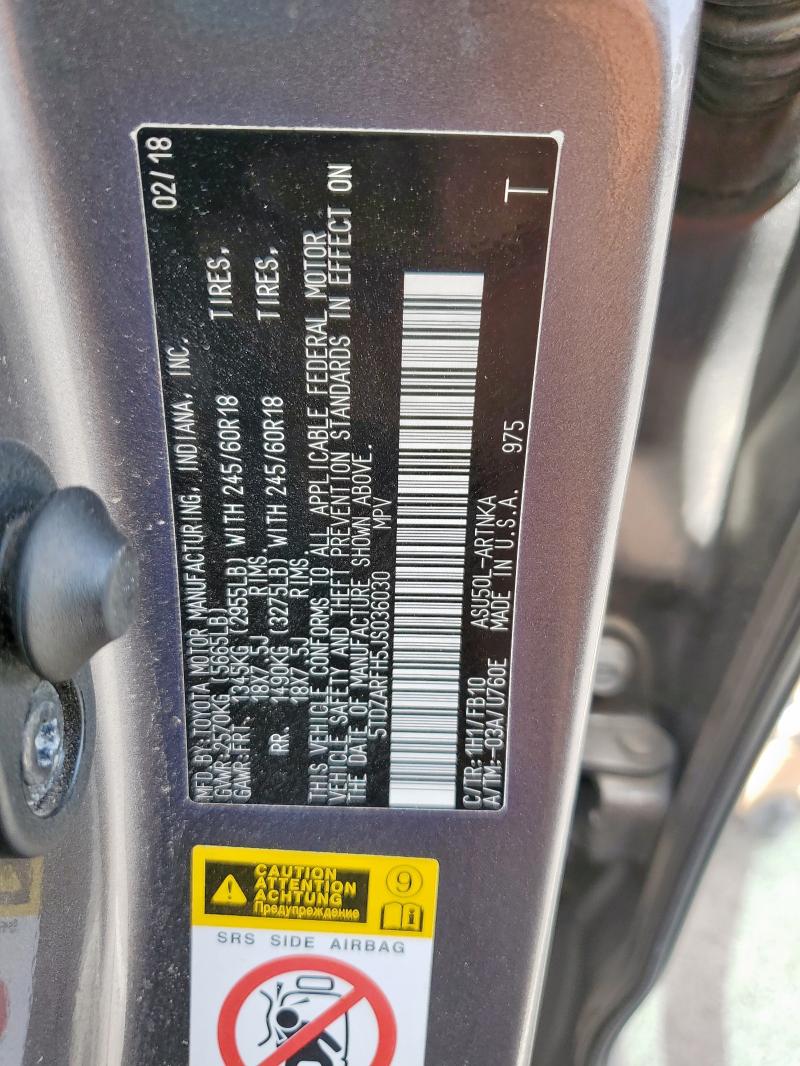 02/18
MFD. BY: TOYOTA MOTOR MANUFACTURING, INDIANA, INC.
GVWR: 2570KG (5665LB)
GAWR: FRT. 1345KG (2955LB) WITH 245/60R18 TIRES,
18X7.5J RIMS
RR. 1490KG (3275LB) WITH 245/60R18 TIRES,
18X7.5J RIMS
THIS VEHICLE CONFORMS TO ALL APPLICABLE FEDERAL MOTOR
VEHICLE SAFETY AND THEFT PREVENTION STANDARDS IN EFFECT ON
THE DATE OF MANUFACTURE SHOWN ABOVE.
5TDZARFH5JS036030 MPV
C/TR: 1H1/FB10 ASU50L-ARTNKA
A/TM: -03A/U760E MADE IN U.S.A. 975 T
CAUTION
ATTENTION
ACHTUNG
Предупреждение
9
SRS SIDE AIRBAG